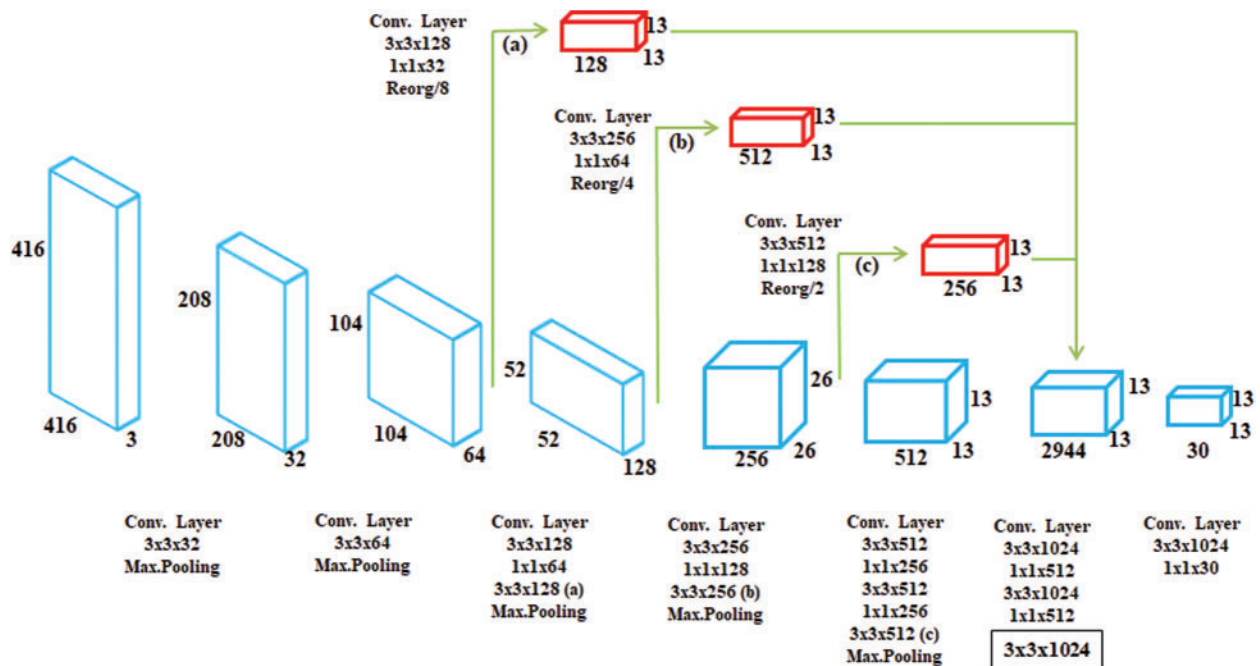 Conv. Layer
3x3x128
1x1x32
Reorg/8
(a)
13
128
13
Conv. Layer
3x3x256
1x1x64
Reorg/4
(b)
13
512
13
Conv. Layer
3x3x512
1x1x128
Reorg/2
(c)
13
256
13
416
416
3
208
208
32
104
104
64
52
52
128
26
256
26
13
512
13
13
2944
13
13
30
13
Conv. Layer
3x3x32
Max.Pooling
Conv. Layer
3x3x64
Max.Pooling
Conv. Layer
3x3x128
1x1x64
3x3x128 (a)
Max.Pooling
Conv. Layer
3x3x256
1x1x128
3x3x256 (b)
Max.Pooling
Conv. Layer
3x3x512
1x1x256
3x3x512
1x1x256
3x3x512 (c)
Max.Pooling
Conv. Layer
3x3x1024
1x1x512
3x3x1024
1x1x512
3x3x1024
Conv. Layer
3x3x1024
1x1x30